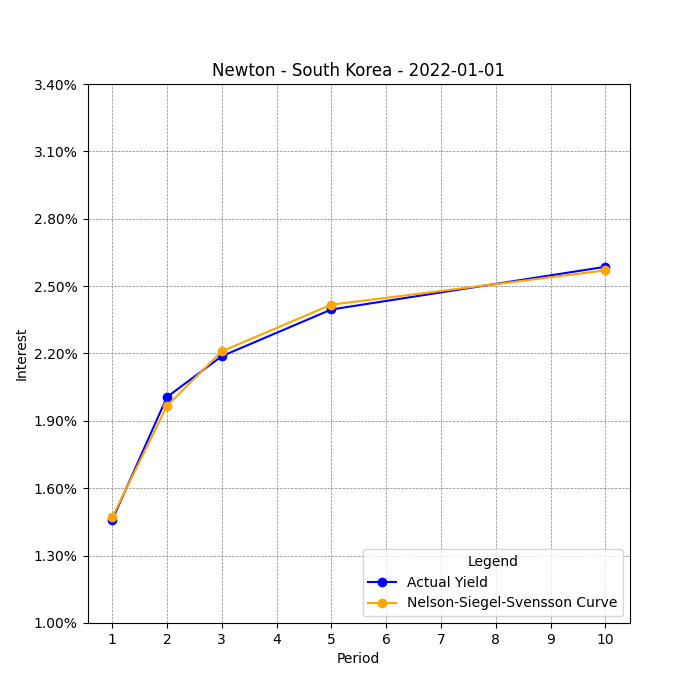 Newton - South Korea - 2022-01-01
3.40%
3.10%
2.80%
2.50%
2.20%
1.90%
1.60%
1.30%
1.00%
Interest
Legend
Actual Yield
Nelson-Siegel-Svensson Curve
1 2 3 4 5 6 7 8 9 10
Period